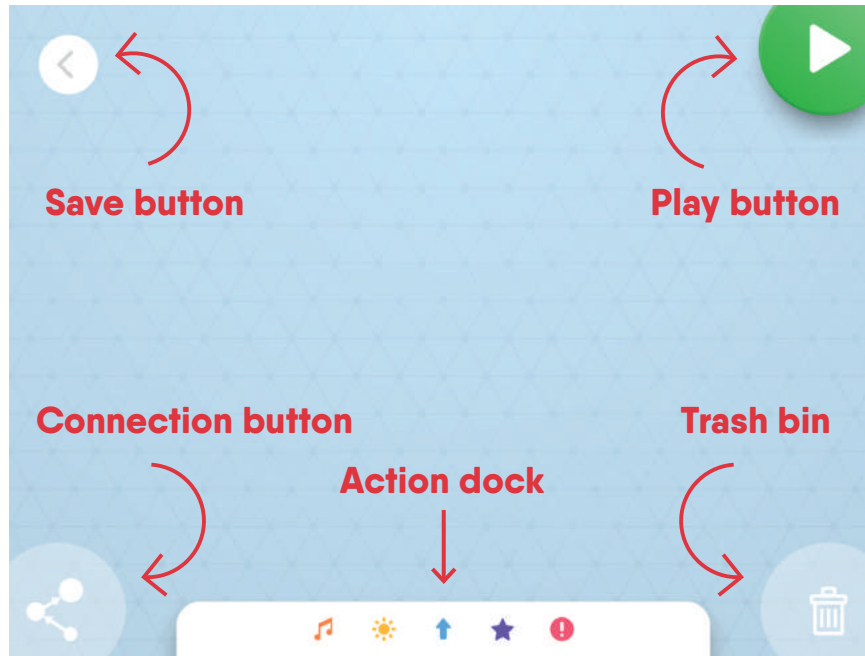 Save button
Play button
Connection button
Trash bin
Action dock